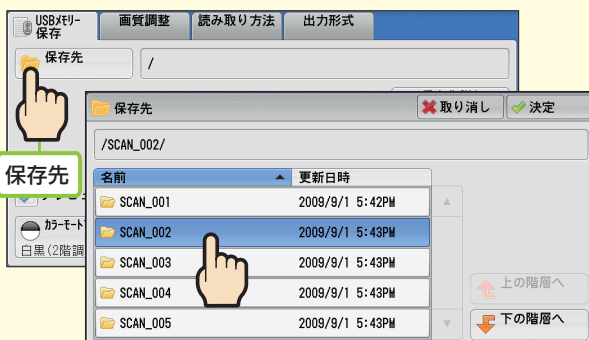 USBメモリー
保存
画質調整
読み取り方法
出力形式
保存先
/
保存先
取り消し
決定
/SCAN_002/
保存先
名前
更新日時
SCAN_001
2009/9/1 5:42PM
SCAN_002
2009/9/1 5:43PM
SCAN_003
2009/9/1 5:43PM
SCAN_004
2009/9/1 5:43PM
SCAN_005
2009/9/1 5:43PM
カラーモード
白黒(2階調
上の階層へ
下の階層へ